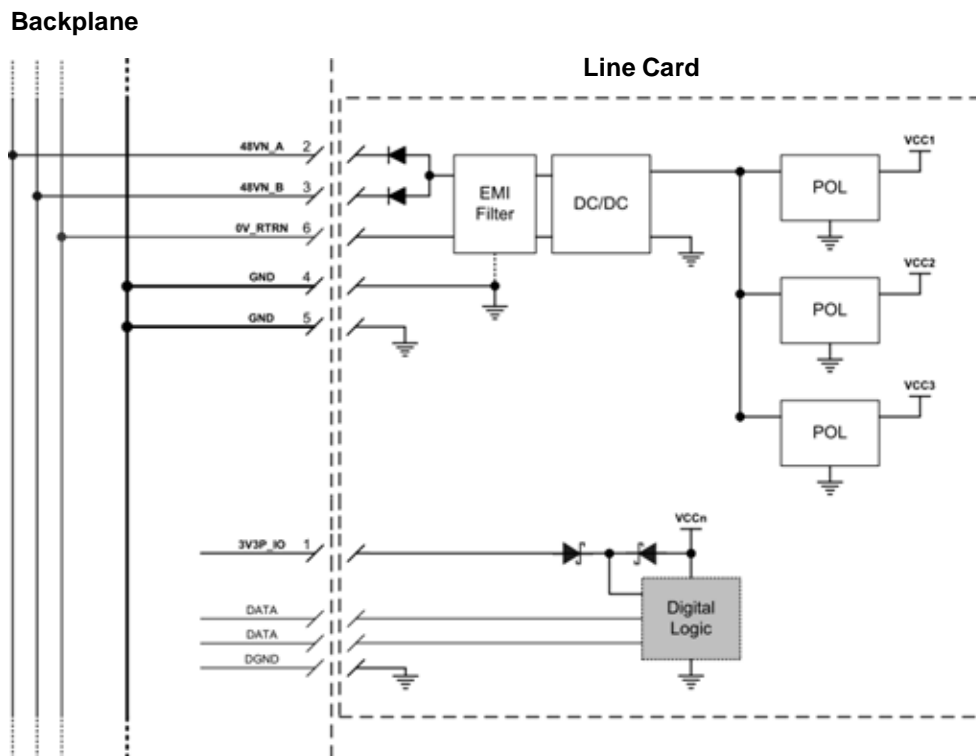 Backplane
Line Card
48VN_A 2
48VN_B 3
0V_RTRN 6
GND 4
GND 5
EMI
Filter
DC/DC
POL
VCC1
POL
VCC2
POL
VCC3
3V3P_IO 1
VCCn
DATA
DATA
DGND
Digital
Logic